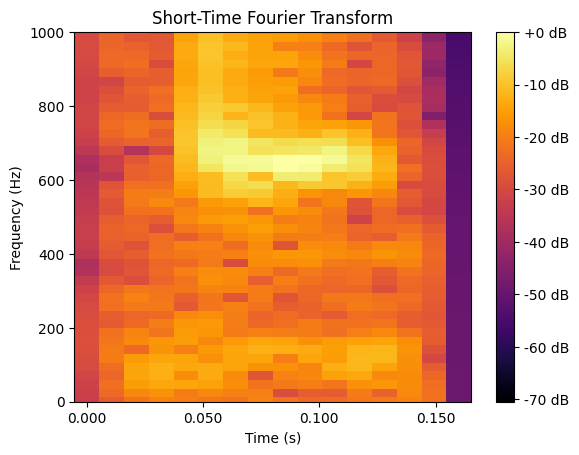 Short-Time Fourier Transform
1000
800
600
400
200
0
Frequency (Hz)
0.000
0.050
0.100
0.150
Time (s)
+0 dB
-10 dB
-20 dB
-30 dB
-40 dB
-50 dB
-60 dB
-70 dB